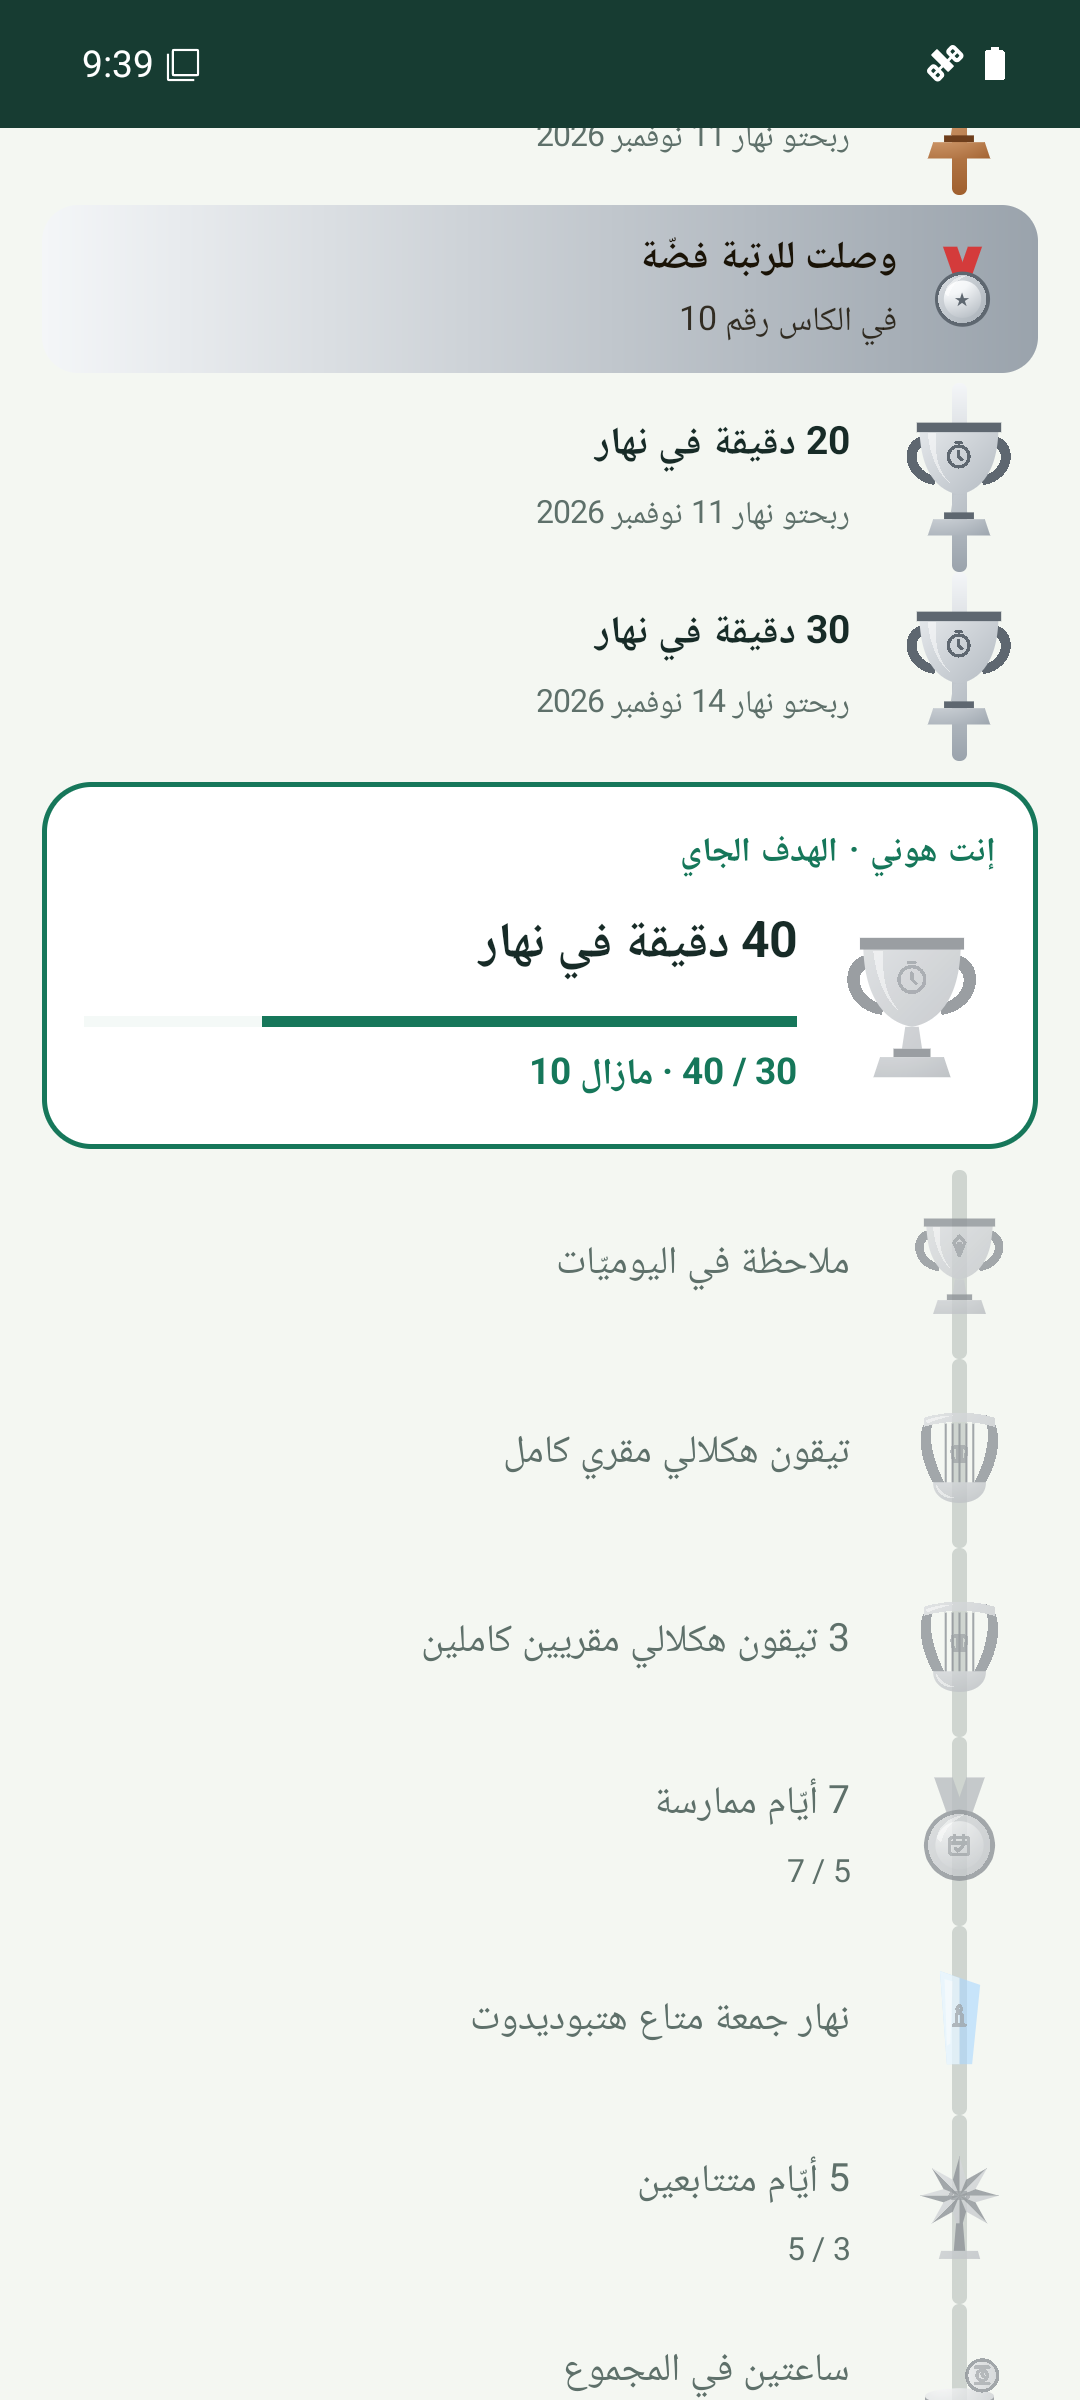 9:39
ربحتو نهار 11 نوفمبر 2026
وصلت للرتبة فضّة
في الكاس رقم 10
20 دقيقة في نهار
ربحتو نهار 11 نوفمبر 2026
30 دقيقة في نهار
ربحتو نهار 14 نوفمبر 2026
إنت هوني · الهدف الجاي
40 دقيقة في نهار
30 / 40 · مازال 10
ملاحظة في اليوميّات
تيقون هكلالي مقري كامل
3 تيقون هكلالي مقريين كاملين
7 أيّام ممارسة
5 / 7
نهار جمعة متاع هتبوديدوت
5 أيّام متتابعين
3 / 5
ساعتين في المجموع